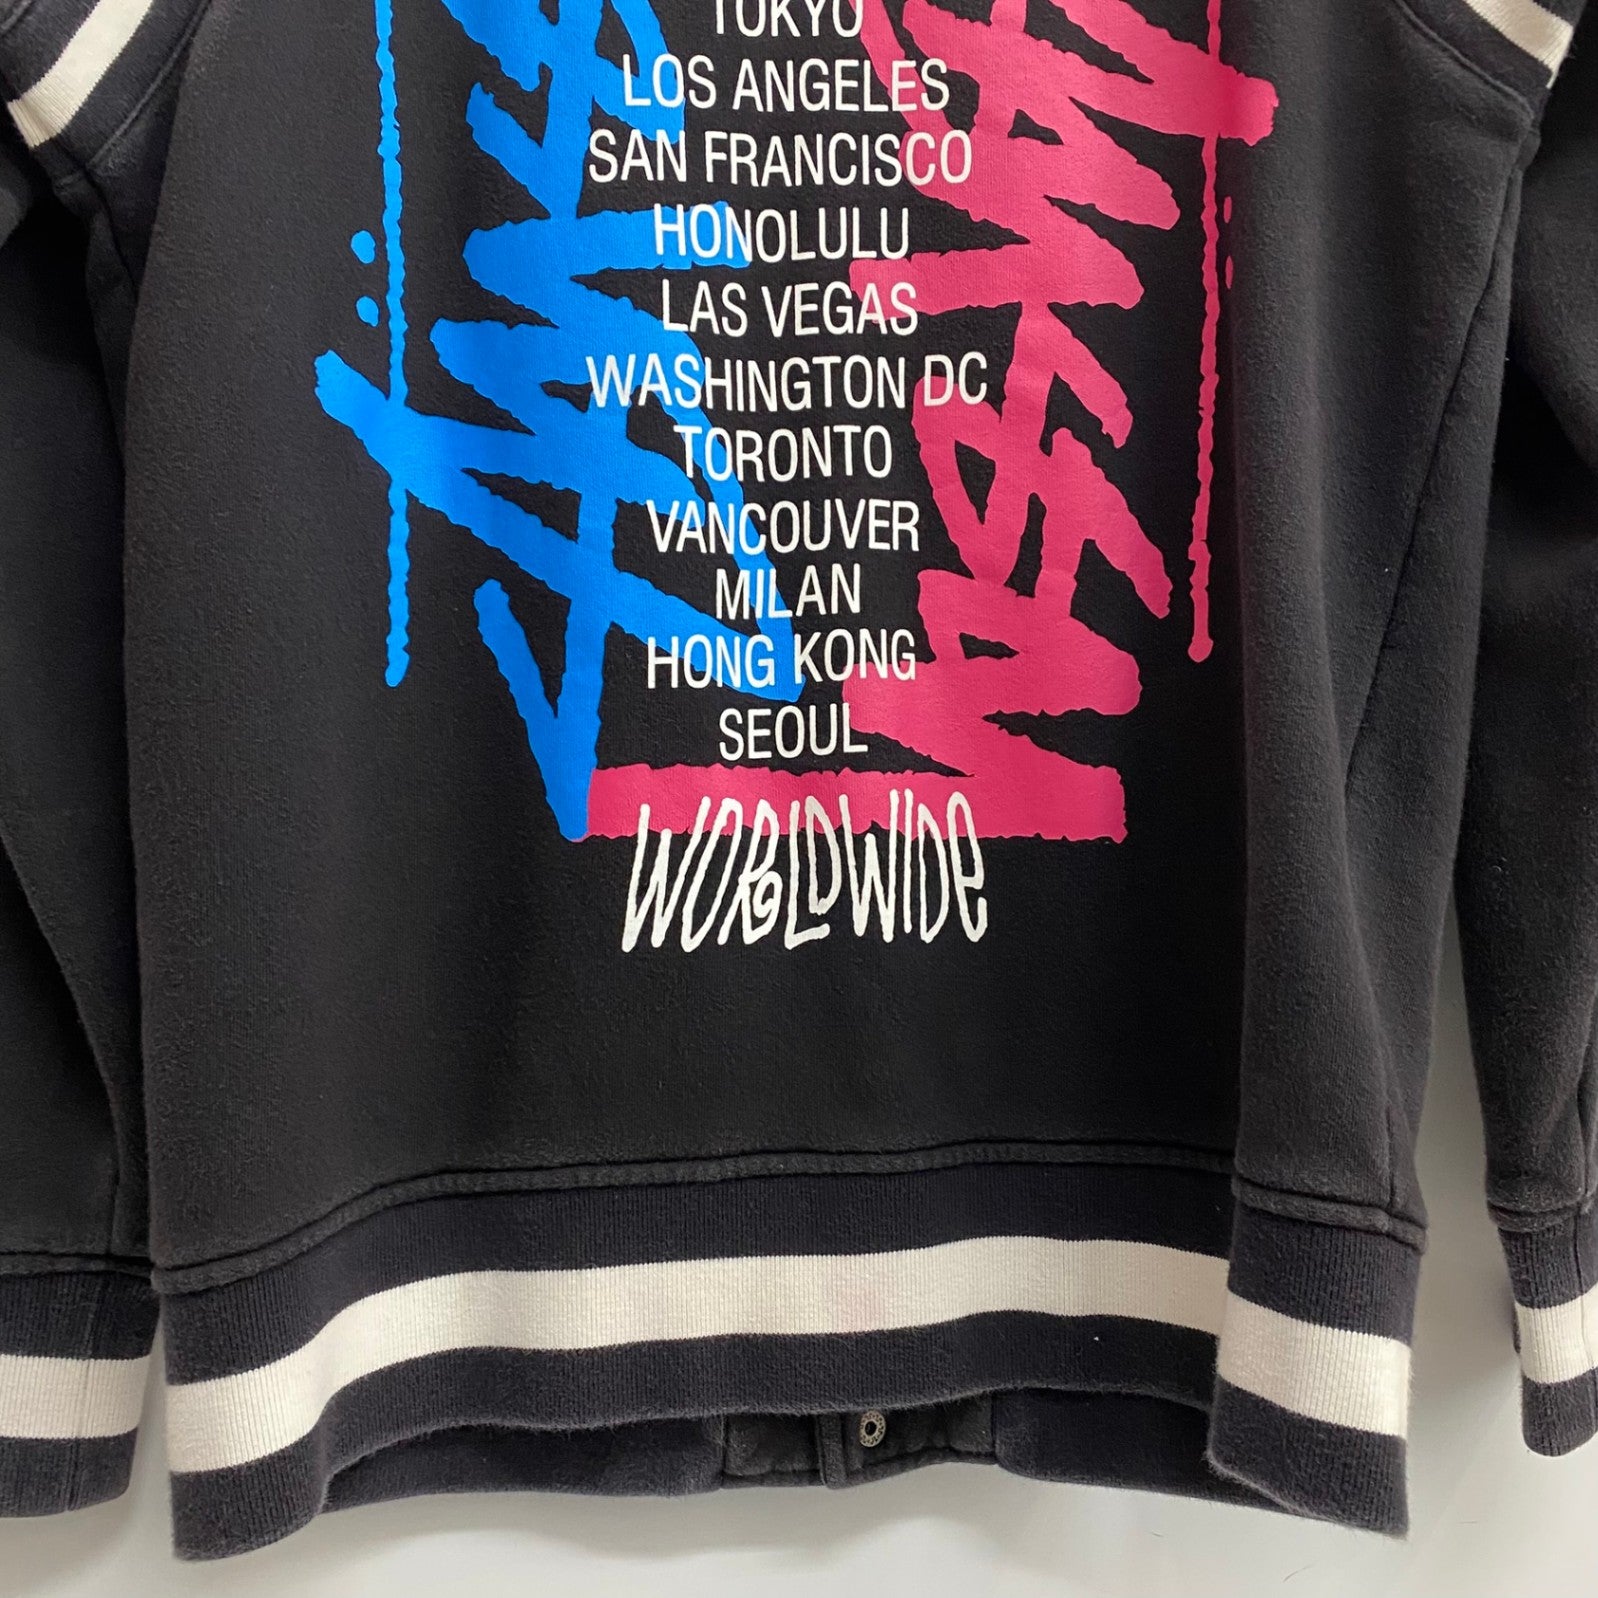 TOKYO
LOS ANGELES
SAN FRANCISCO
HONOLULU
LAS VEGAS
WASHINGTON DC
TORONTO
VANCOUVER
MILAN
HONG KONG
SEOUL
WORLDWIDE